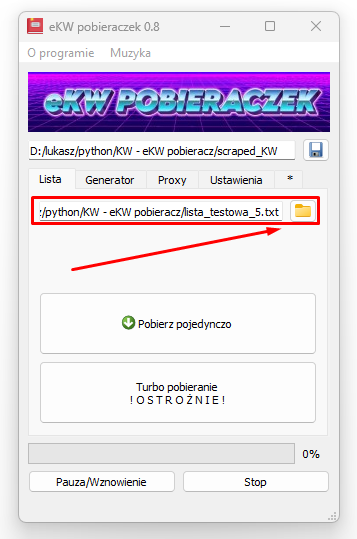 eKW pobieraczek 0.8
O programie Muzyka
eKW POBIERACZEK
D:/lukasz/python/KW - eKW pobieracz/scraped_KW
Lista Generator Proxy Ustawienia *
:/python/KW - eKW pobieracz/lista_testowa_5.txt
Pobierz pojedynczo
Turbo pobieranie
! O S T R O Ż N I E !
0%
Pauza/Wznowienie Stop